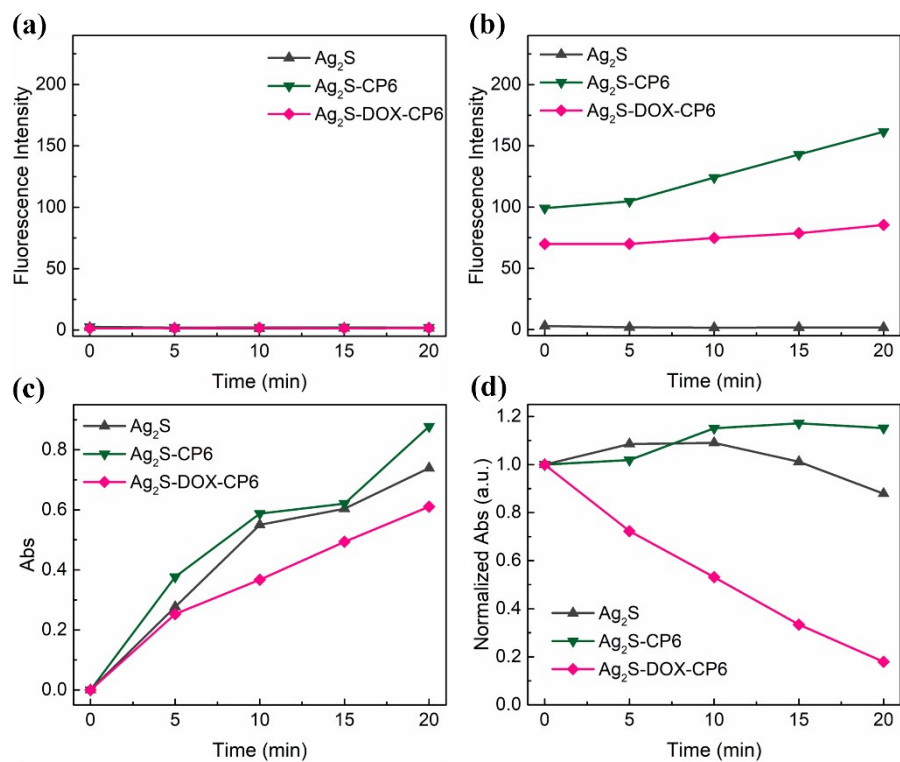 (a)
Fluorescence Intensity
200
150
100
50
0
Ag₂S
Ag₂S-CP6
Ag₂S-DOX-CP6
0 5 10 15 20
Time (min)
(b)
Fluorescence Intensity
200
150
100
50
0
Ag₂S
Ag₂S-CP6
Ag₂S-DOX-CP6
0 5 10 15 20
Time (min)
(c)
Abs
0.8
0.6
0.4
0.2
0.0
Ag₂S
Ag₂S-CP6
Ag₂S-DOX-CP6
0 5 10 15 20
Time (min)
(d)
Normalized Abs (a.u.)
1.2
1.0
0.8
0.6
0.4
0.2
0.0
Ag₂S
Ag₂S-CP6
Ag₂S-DOX-CP6
0 5 10 15 20
Time (min)